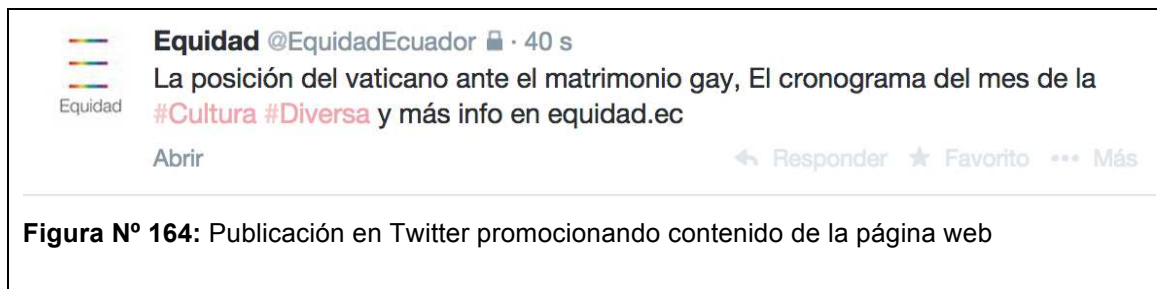 Equidad @EquidadEcuador · 40 s
La posición del vaticano ante el matrimonio gay, El cronograma del mes de la
#Cultura #Diversa y más info en equidad.ec
Equidad
Abrir
Responder Favorito Más
Figura Nº 164: Publicación en Twitter promocionando contenido de la página web